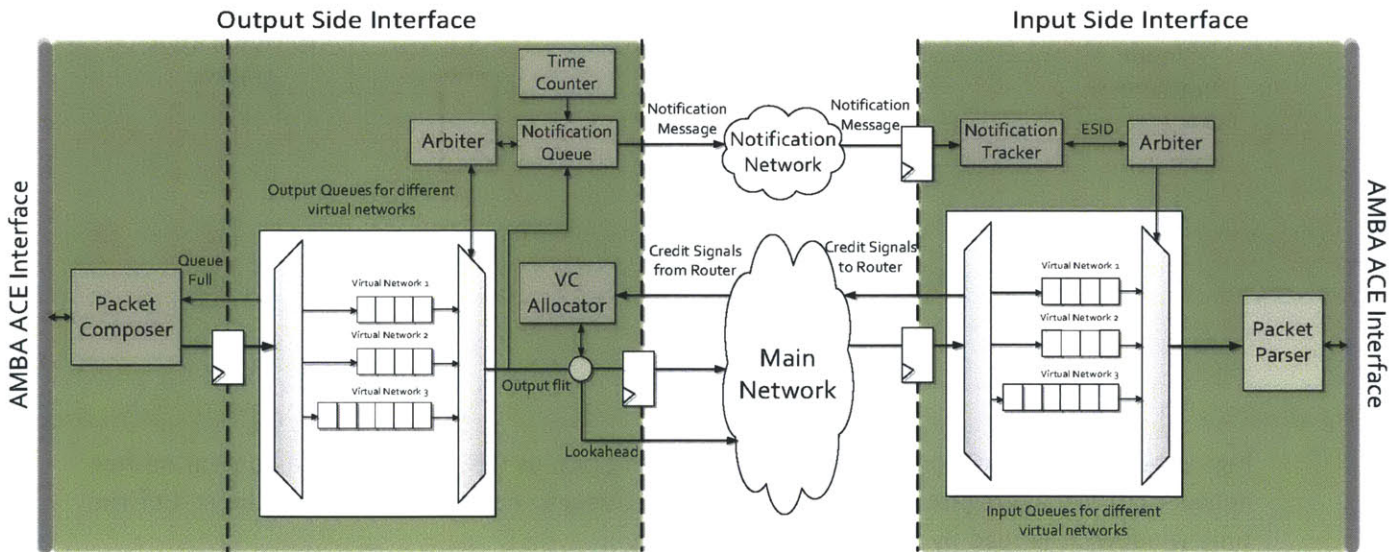 Output Side Interface
Input Side Interface
AMBA ACE Interface
Time
Counter
Arbiter
Notification
Queue
Output Queues for different
virtual networks
Queue
Full
Packet
Composer
Virtual Network 1
Virtual Network 2
Virtual Network 3
VC
Allocator
Output flit
Lookahead
Notification
Message
Notification
Network
Notification
Message
Credit Signals
from Router
Credit Signals
to Router
Main
Network
Notification
Tracker
ESID
Arbiter
Virtual Network 1
Virtual Network 2
Virtual Network 3
Input Queues for different
virtual networks
Packet
Parser
AMBA ACE Interface